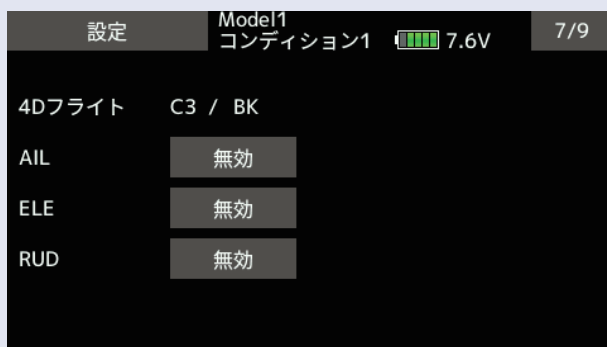 設定
Model1
コンディション1 7.6V
7/9
4Dフライト C3 / BK
AIL 無効
ELE 無効
RUD 無効